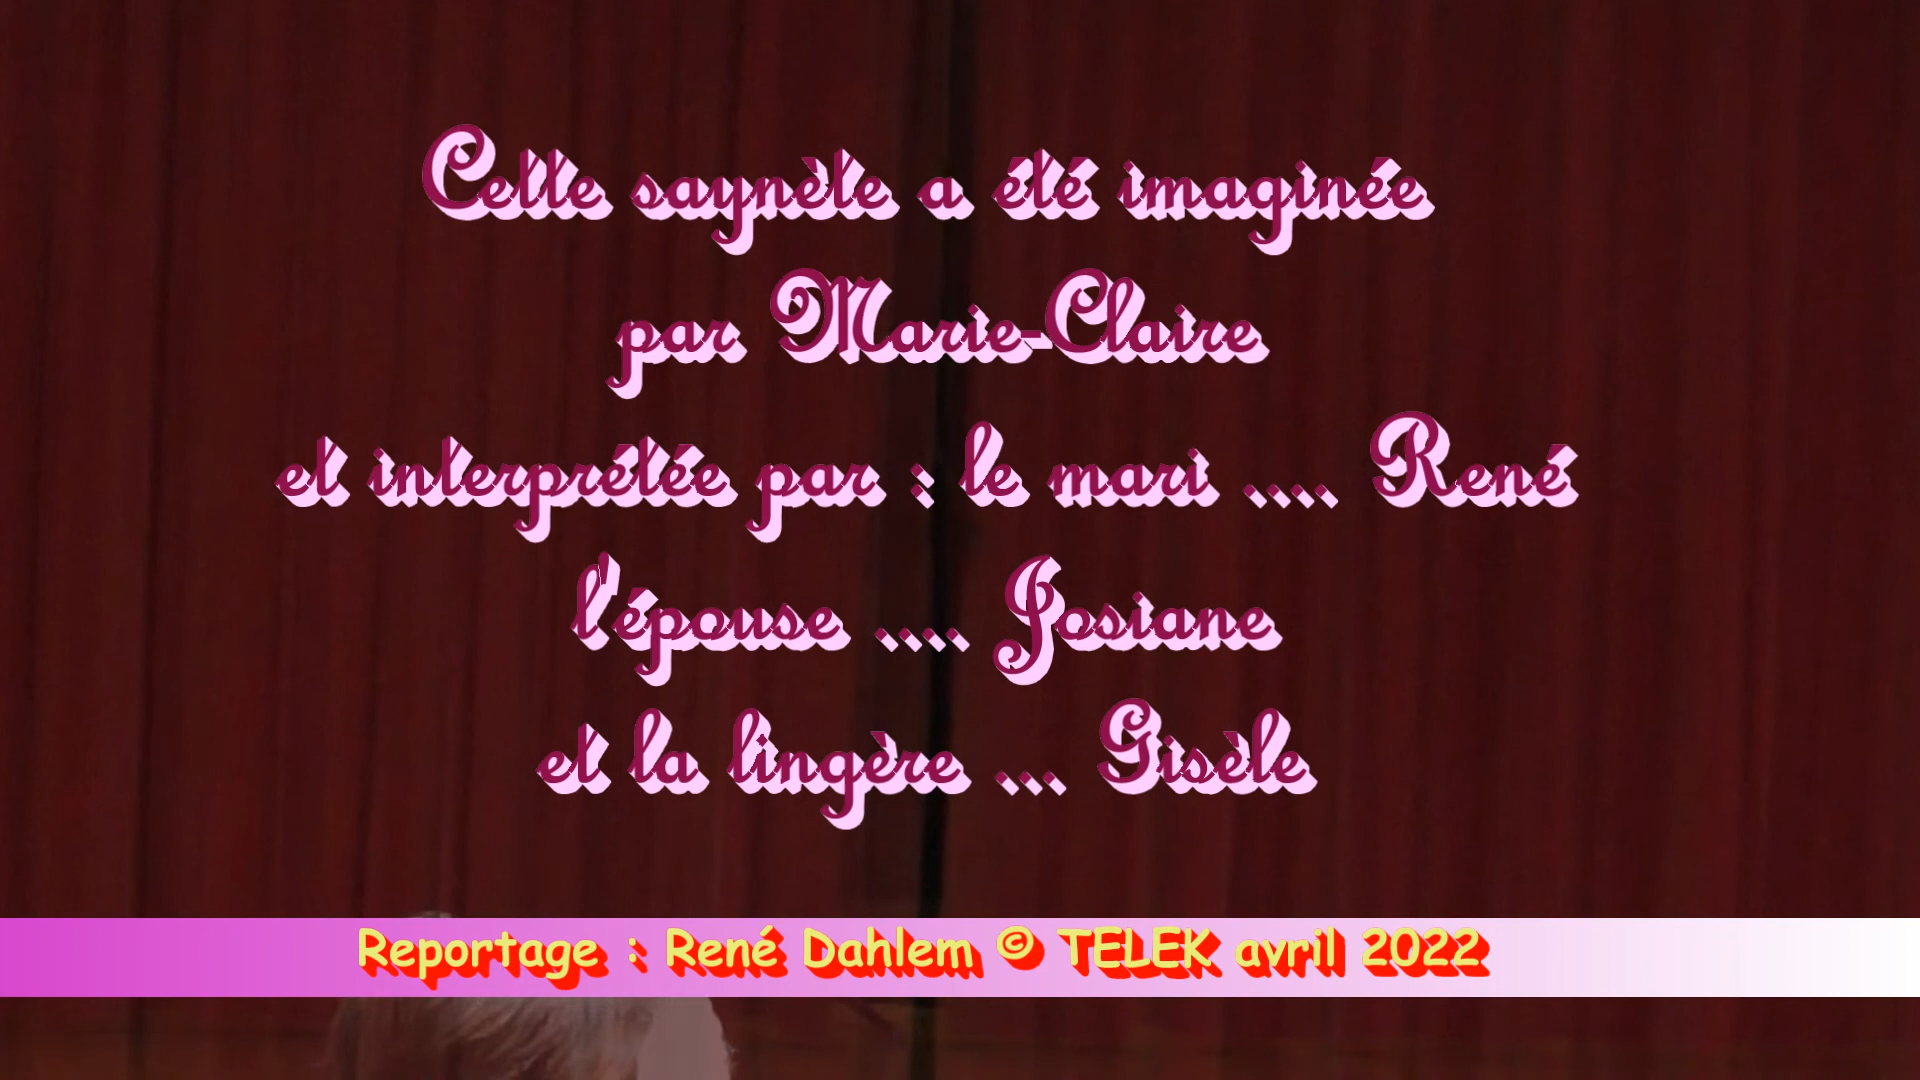 Cette saynète a été imaginée
par Marie-Claire
et interprétée par : le mari .... René
l'épouse .... Josiane
et la lingère ... Gisèle
Reportage : René Dahlem © TELEK avril 2022